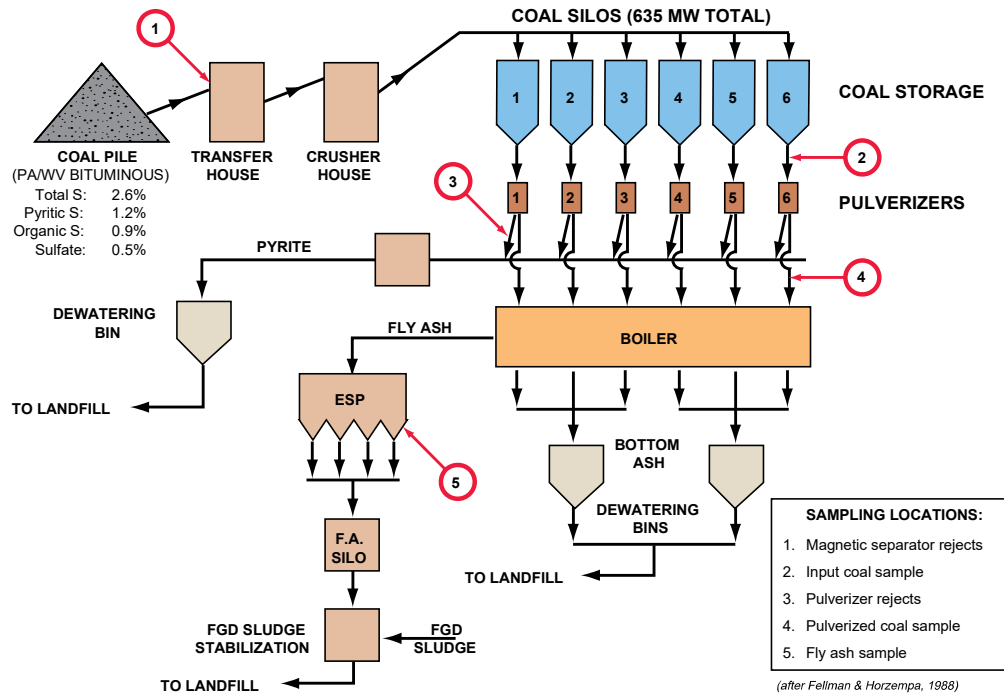 COAL SILOS (635 MW TOTAL)
1
1
2
3
4
5
6
COAL STORAGE
COAL PILE
(PA/WV BITUMINOUS)
Total S: 2.6%
Pyritic S: 1.2%
Organic S: 0.9%
Sulfate: 0.5%
TRANSFER
HOUSE
CRUSHER
HOUSE
2
3
1
2
3
4
5
6
PULVERIZERS
PYRITE
4
DEWATERING
BIN
FLY ASH
BOILER
TO LANDFILL
ESP
5
BOTTOM
ASH
DEWATERING
BINS
F.A.
SILO
TO LANDFILL
FGD SLUDGE
STABILIZATION
FGD
SLUDGE
TO LANDFILL
SAMPLING LOCATIONS:
1. Magnetic separator rejects
2. Input coal sample
3. Pulverizer rejects
4. Pulverized coal sample
5. Fly ash sample
(after Fellman & Horzempa, 1988)